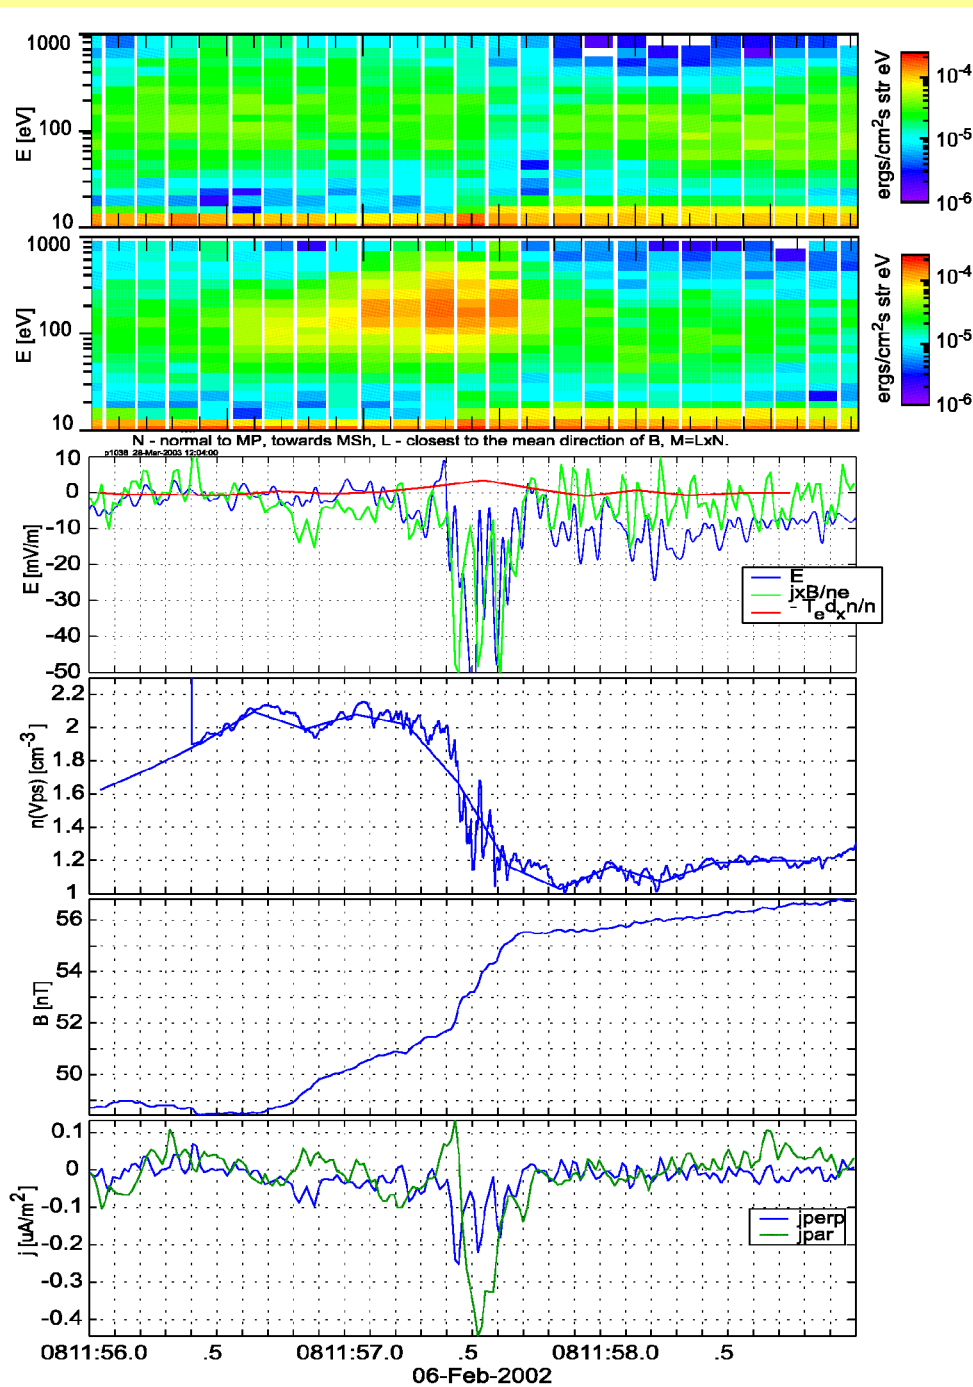 1000
E [eV]
100
10
10-4
10-5
10-6
ergs/cm2s str eV
1000
E [eV]
100
10
10-4
10-5
10-6
ergs/cm2s str eV
N - normal to MP, towards MSh, L - closest to the mean direction of B, M=LxN.
p1038 28-Mar-2003 12:04:00
10
0
-10
-20
-30
-40
-50
E [mV/m]
E
jxB/ne
- Tedxn/n
2.2
2
1.8
1.6
1.4
1.2
1
n(Vps) [cm-3]
56
54
52
50
B [nT]
0.1
0
-0.1
-0.2
-0.3
-0.4
j [uA/m2]
jperp
jpar
0811:56.0 .5 0811:57.0 .5 0811:58.0 .5
06-Feb-2002